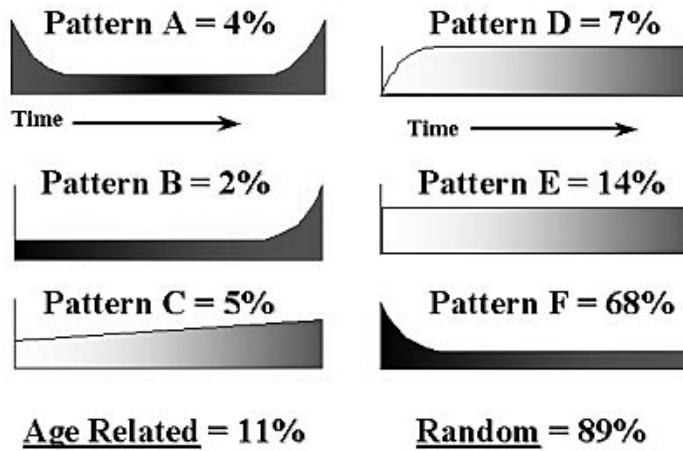 Pattern A = 4%
Pattern D = 7%
Time
Time
Pattern B = 2%
Pattern E = 14%
Pattern C = 5%
Pattern F = 68%
Age Related = 11%
Random = 89%